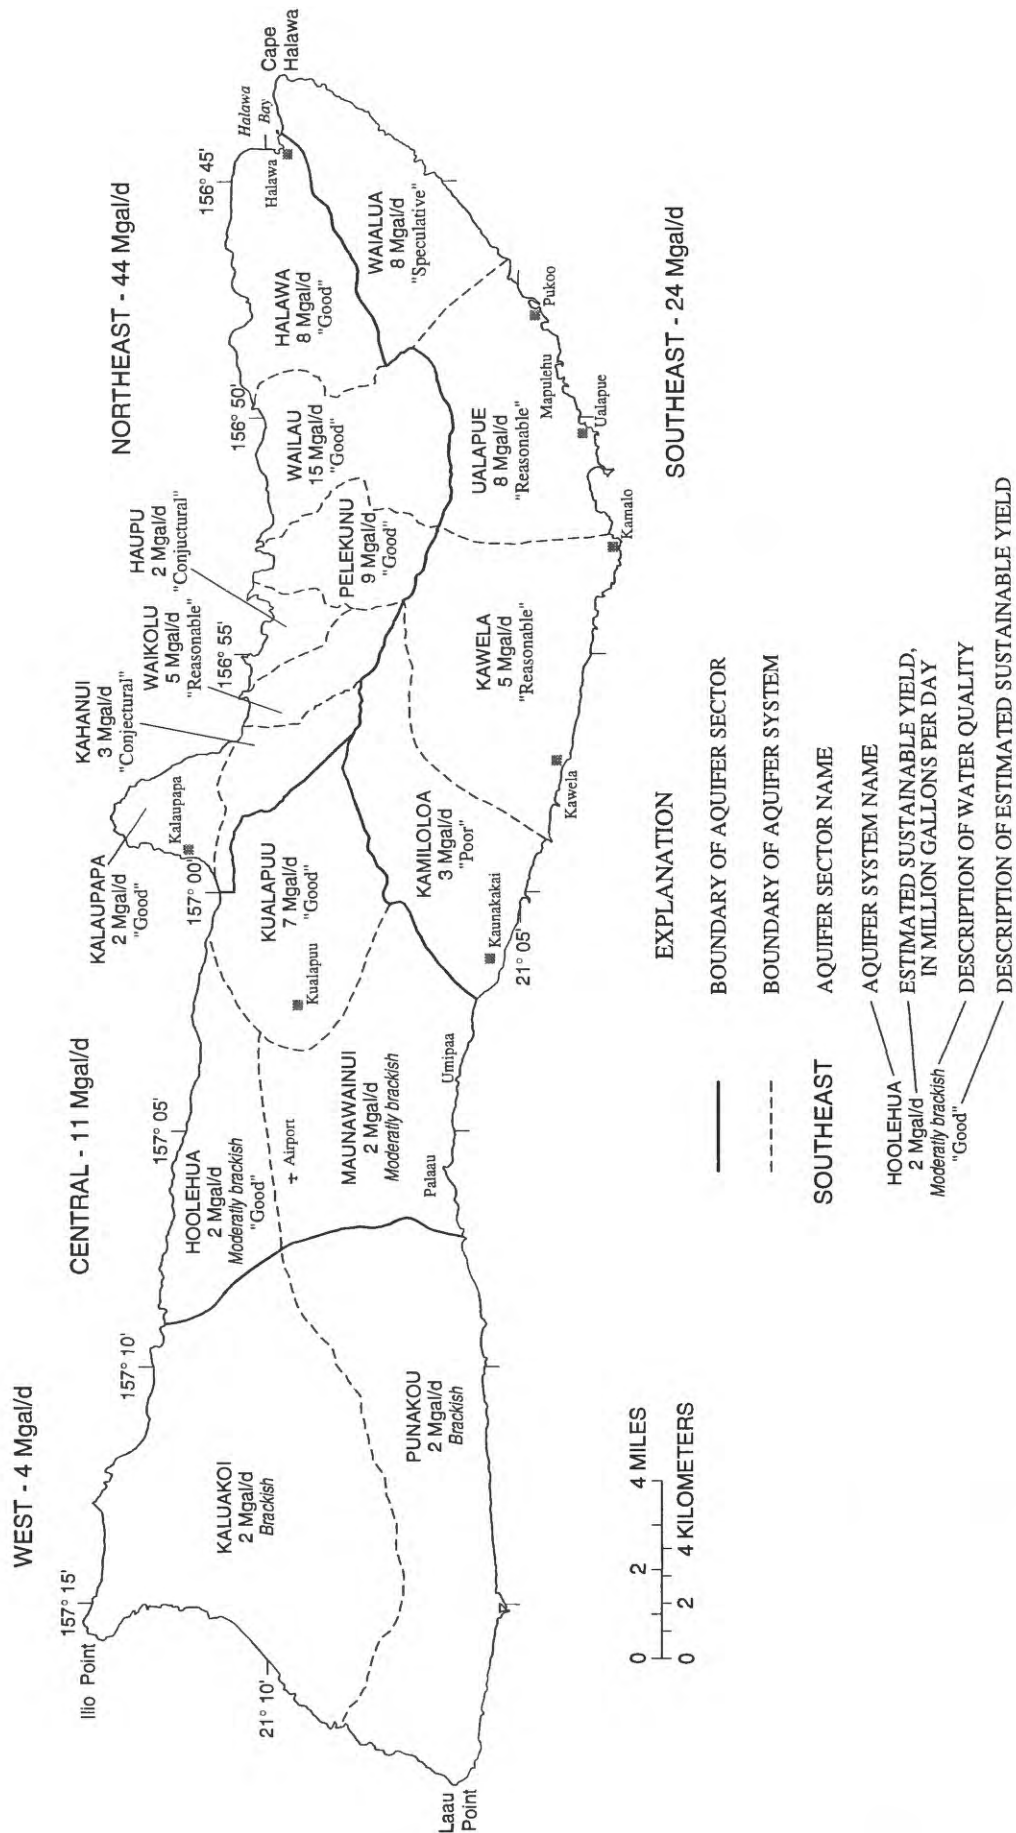 WEST - 4 Mgal/d
CENTRAL - 11 Mgal/d
NORTHEAST - 44 Mgal/d
SOUTHEAST - 24 Mgal/d
Ilio Point
157° 15'
157° 10'
157° 05'
157° 00'
156° 55'
156° 50'
156° 45'
21° 10'
21° 05'
Laau
Point
KALUAKOI
2 Mgal/d
Brackish
PUNAKOU
2 Mgal/d
Brackish
HOOLEHUA
2 Mgal/d
Moderatly brackish
"Good"
Airport
MAUNAWAINUI
2 Mgal/d
Moderatly brackish
Palaau
Umipaa
KUALAPUU
7 Mgal/d
"Good"
Kualapuu
KALAUPAPA
2 Mgal/d
"Good"
Kalaupapa
KAHANUI
3 Mgal/d
"Conjectural"
WAIKOLU
5 Mgal/d
"Reasonable"
HAUPU
2 Mgal/d
"Conjuctural"
PELEKUNU
9 Mgal/d
"Good"
WAILAU
15 Mgal/d
"Good"
HALAWA
8 Mgal/d
"Good"
Halawa
Halawa
Bay
Cape
Halawa
WAIALUA
8 Mgal/d
"Speculative"
UALAPUE
8 Mgal/d
"Reasonable"
Pukoo
Mapulehu
Ualapue
Kamalo
KAWELA
5 Mgal/d
"Reasonable"
Kawela
KAMILOLOA
3 Mgal/d
"Poor"
Kaunakakai
0 2 4 MILES
0 2 4 KILOMETERS
EXPLANATION
BOUNDARY OF AQUIFER SECTOR
BOUNDARY OF AQUIFER SYSTEM
SOUTHEAST AQUIFER SECTOR NAME
AQUIFER SYSTEM NAME
HOOLEHUA
2 Mgal/d
Moderatly brackish
"Good"
ESTIMATED SUSTAINABLE YIELD,
IN MILLION GALLONS PER DAY
DESCRIPTION OF WATER QUALITY
DESCRIPTION OF ESTIMATED SUSTAINABLE YIELD